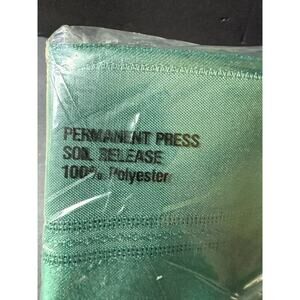 PERMANENT PRESS
SOIL RELEASE
100% Polyester